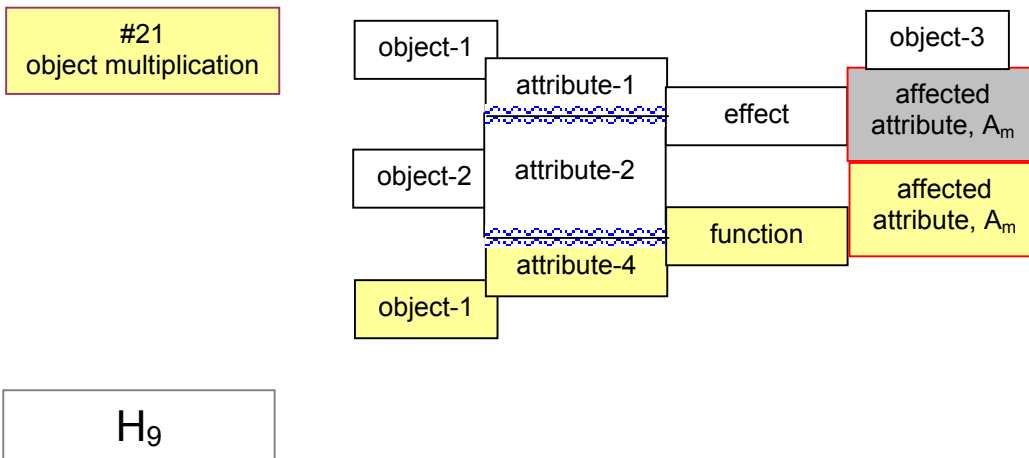 #21
object multiplication
object-1
object-3
attribute-1
affected
attribute, Aₘ
effect
object-2
attribute-2
affected
attribute, Aₘ
function
attribute-4
object-1
H₉